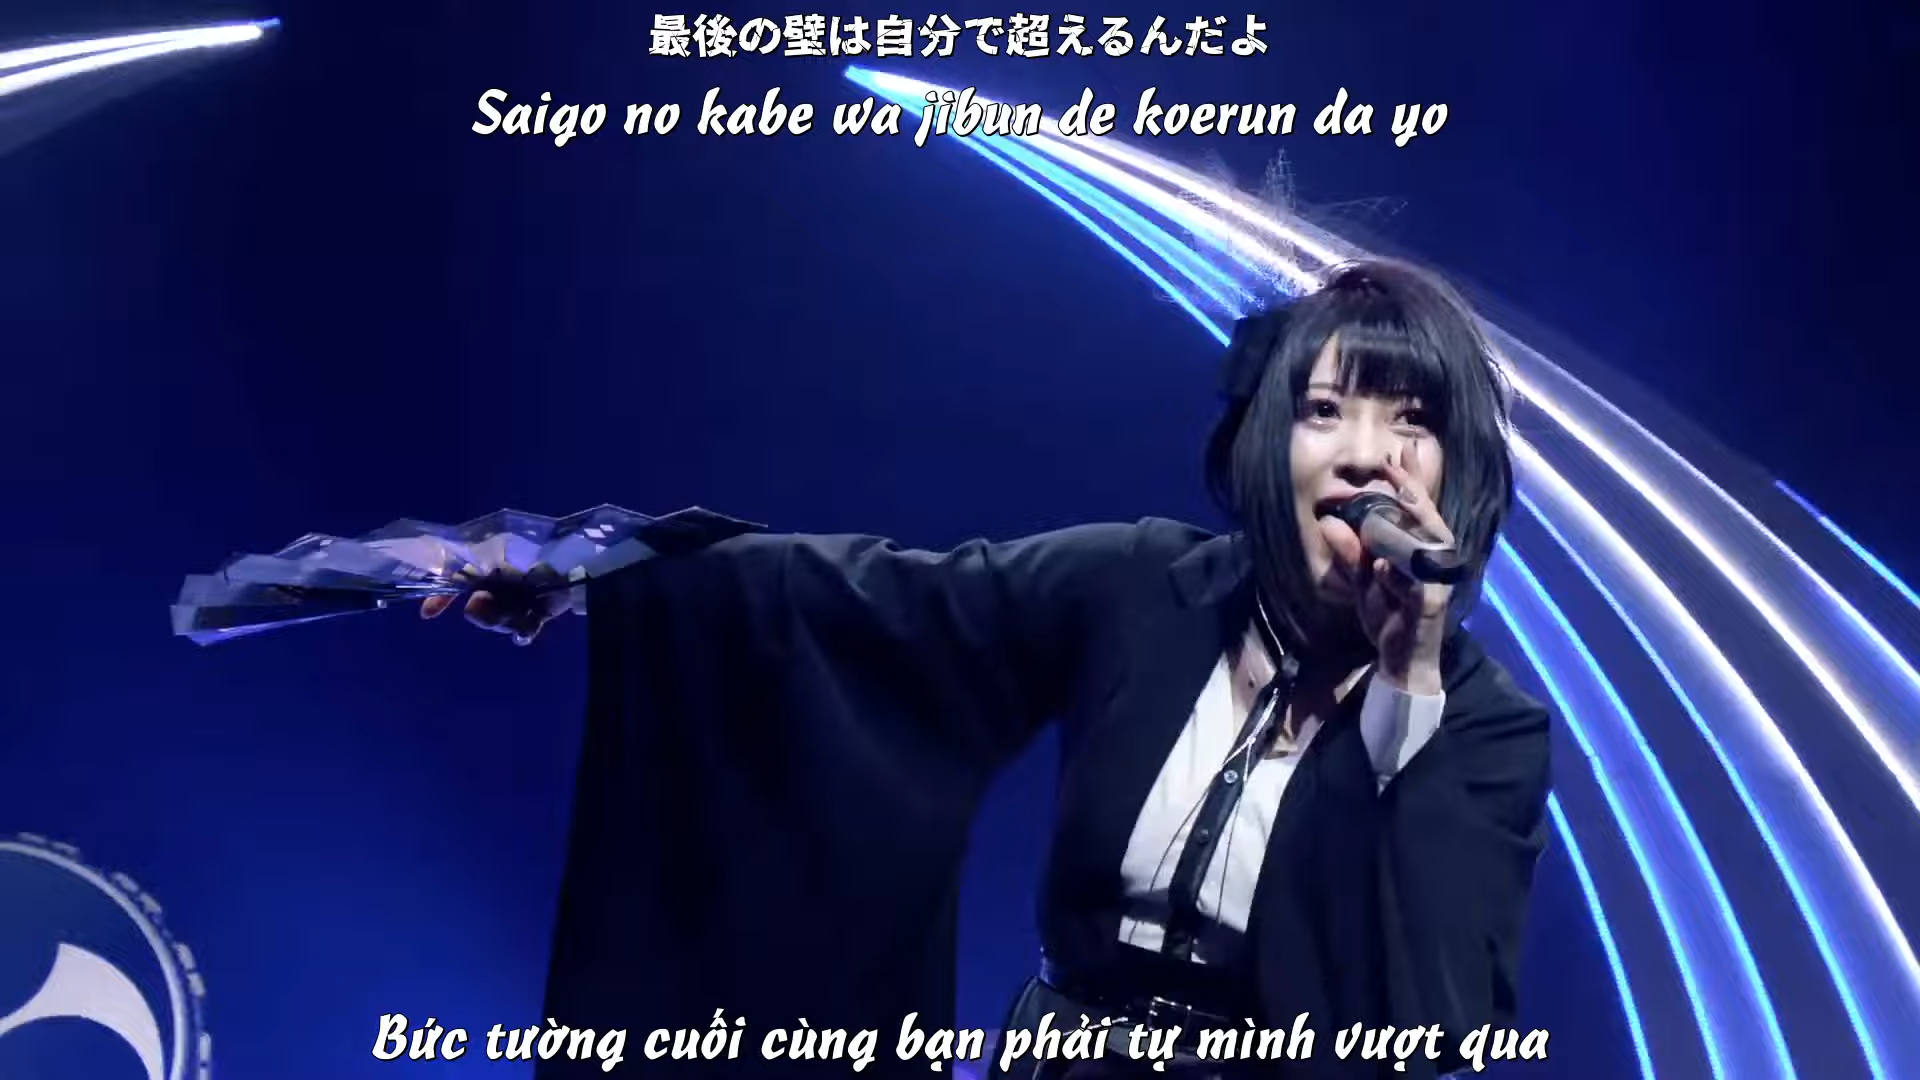 最後の壁は自分で超えるんだよ
Saigo no kabe wa jibun de koerun da yo
Bức tường cuối cùng bạn phải tự mình vượt qua